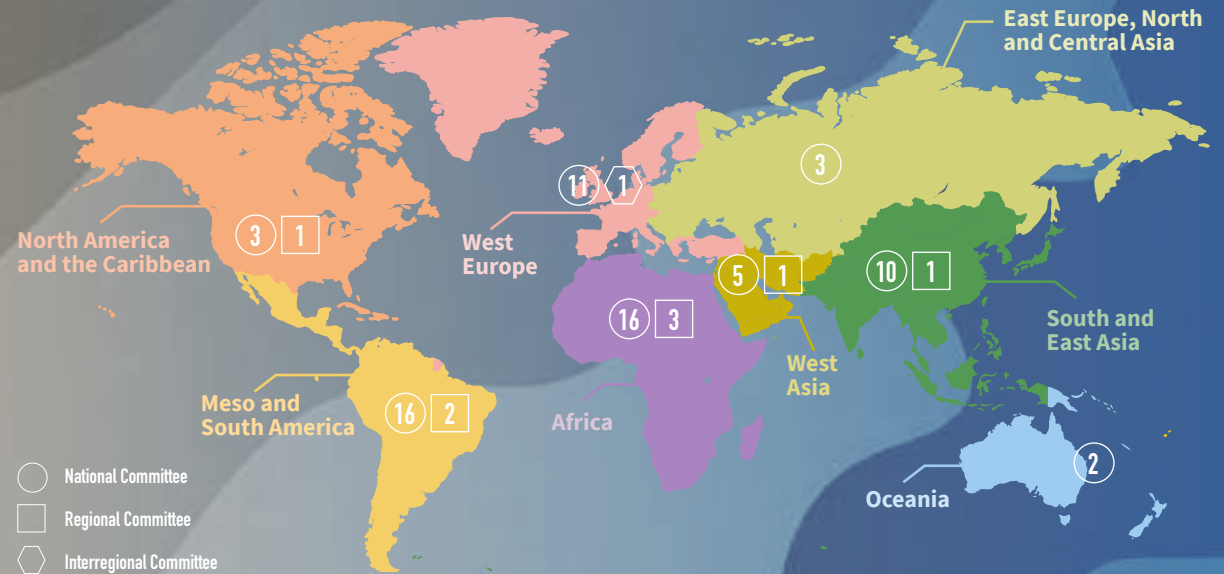 East Europe, North
and Central Asia
3
11 1
North America
and the Caribbean
3 1
West
Europe
5 1
10 1
16 3
South and
East Asia
West
Asia
Meso and
South America
16 2
Africa
2
Oceania
National Committee
Regional Committee
Interregional Committee